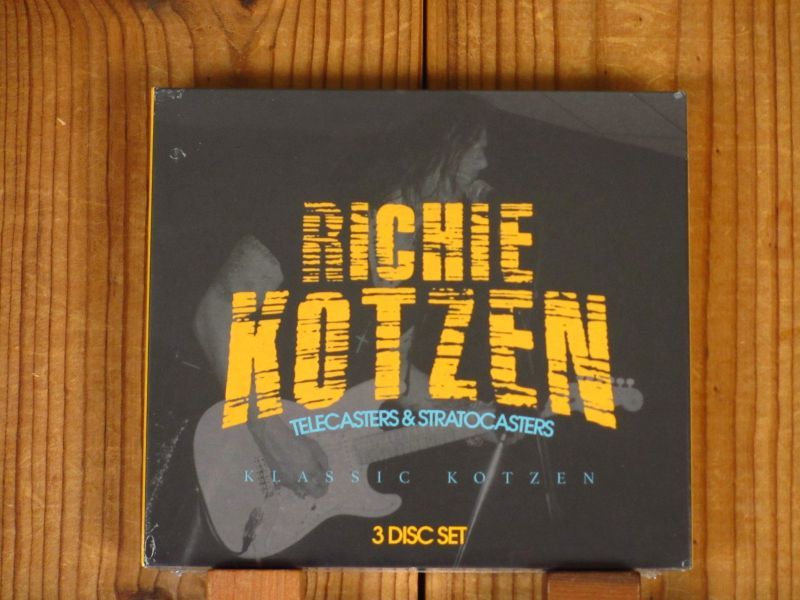 RICHIE
KOTZEN
TELECASTERS & STRATOCASTERS
KLASSIC KOTZEN
3 DISC SET